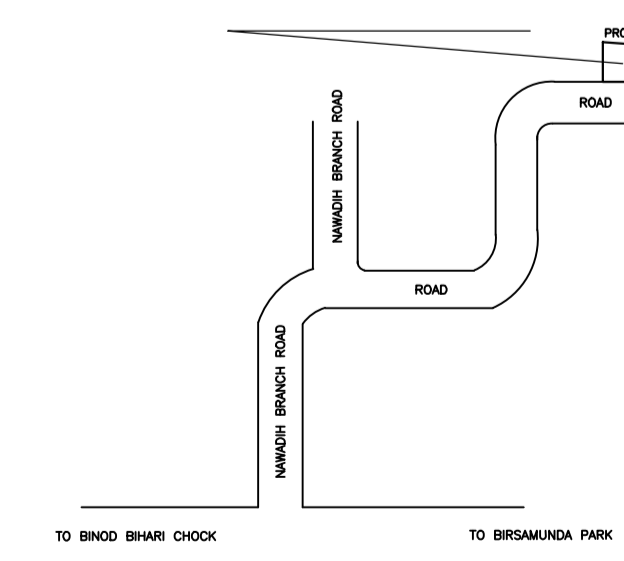 ROAD
NAWADIH BRANCH ROAD
ROAD
NAWADIH BRANCH ROAD
TO BINOD BIHARI CHOCK
TO BIRSAMUNDA PARK